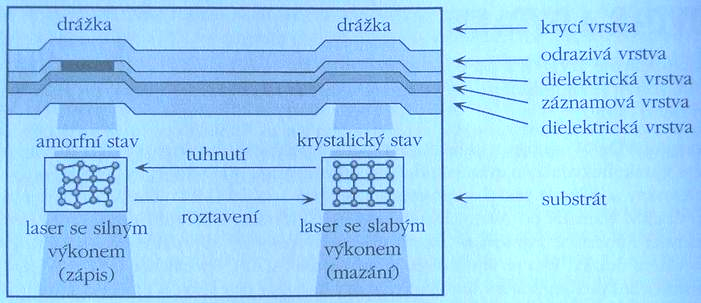 drážka
drážka
krycí vrstva
odrazivá vrstva
dielektrická vrstva
záznamová vrstva
dielektrická vrstva
amorfní stav
krystalický stav
tuhnutí
roztavení
substrát
laser se silným
výkonem
(zápis)
laser se slabým
výkonem
(mazání)